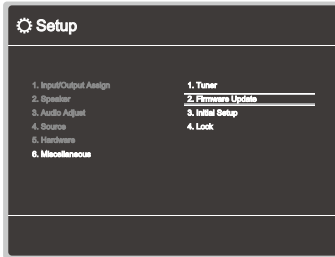 Setup
1. Input/Output Assign
2. Speaker
3. Audio Adjust
4. Source
5. Hardware
6. Miscellaneous
1. Tuner
2. Firmware Update
3. Initial Setup
4. Lock